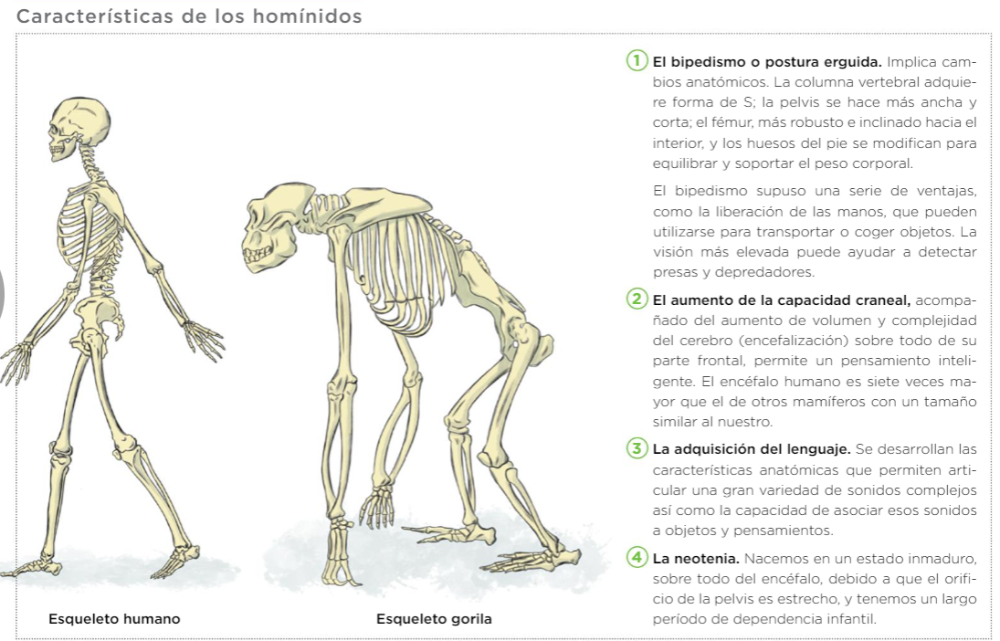 Características de los homínidos
1 El bipedismo o postura erguida. Implica cam-
bios anatómicos. La columna vertebral adquie-
re forma de S; la pelvis se hace más ancha y
corta; el fémur, más robusto e inclinado hacia el
interior, y los huesos del pie se modifican para
equilibrar y soportar el peso corporal.
El bipedismo supuso una serie de ventajas,
como la liberación de las manos, que pueden
utilizarse para transportar o coger objetos. La
visión más elevada puede ayudar a detectar
presas y depredadores.
2 El aumento de la capacidad craneal, acompa-
ñado del aumento de volumen y complejidad
del cerebro (encefalización) sobre todo de su
parte frontal, permite un pensamiento inteli-
gente. El encéfalo humano es siete veces ma-
yor que el de otros mamíferos con un tamaño
similar al nuestro.
3 La adquisición del lenguaje. Se desarrollan las
características anatómicas que permiten arti-
cular una gran variedad de sonidos complejos
así como la capacidad de asociar esos sonidos
a objetos y pensamientos.
4 La neotenia. Nacemos en un estado inmaduro,
sobre todo del encéfalo, debido a que el orifi-
cio de la pelvis es estrecho, y tenemos un largo
período de dependencia infantil.
Esqueleto humano
Esqueleto gorila